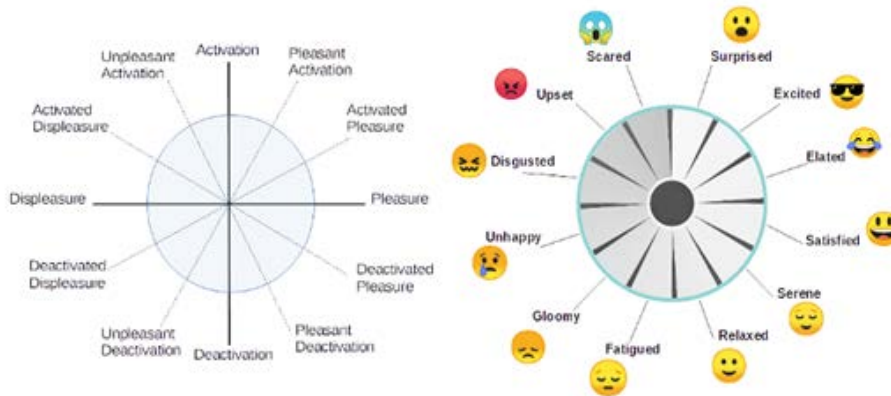 Activation
Unpleasant
Activation
Pleasant
Activation
Activated
Displeasure
Activated
Pleasure
Displeasure
Pleasure
Deactivated
Displeasure
Deactivated
Pleasure
Unpleasant
Deactivation
Pleasant
Deactivation
Deactivation
Scared
Surprised
Upset
Excited
Disgusted
Elated
Unhappy
Satisfied
Gloomy
Serene
Fatigued
Relaxed